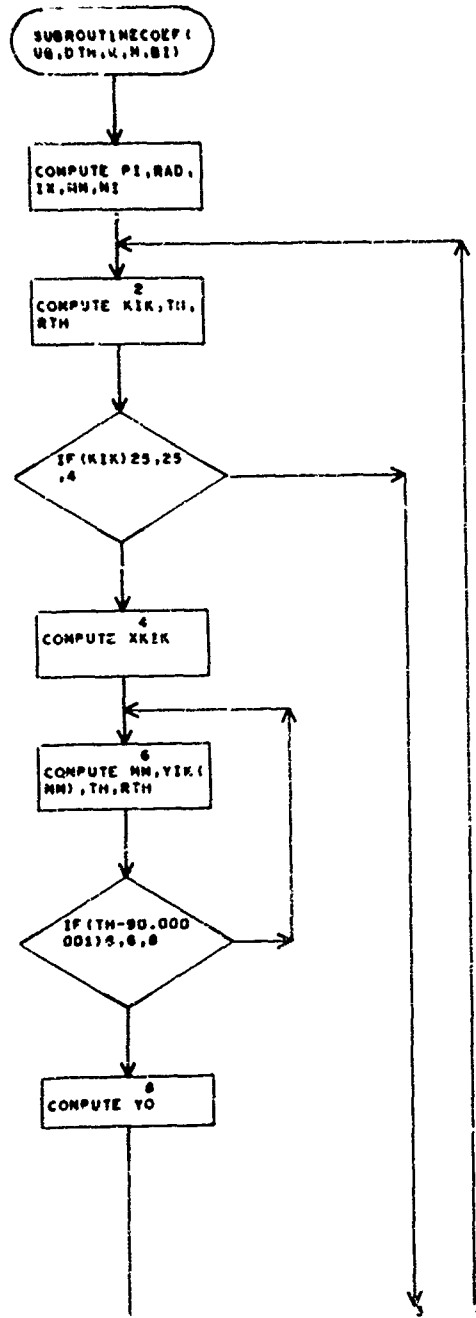 SUBROUTINECOEF(
UG,DTH,K,N,BI)
COMPUTE PI,RAD,
IX,MM,NI
2
COMPUTE KIK,TH,
RTH
IF(KIK)25,25
,4
4
COMPUTE XKIK
6
COMPUTE MM,YIK(
MM),TH,RTH
IF(TH-90.000
001)6,6,8
8
COMPUTE YO